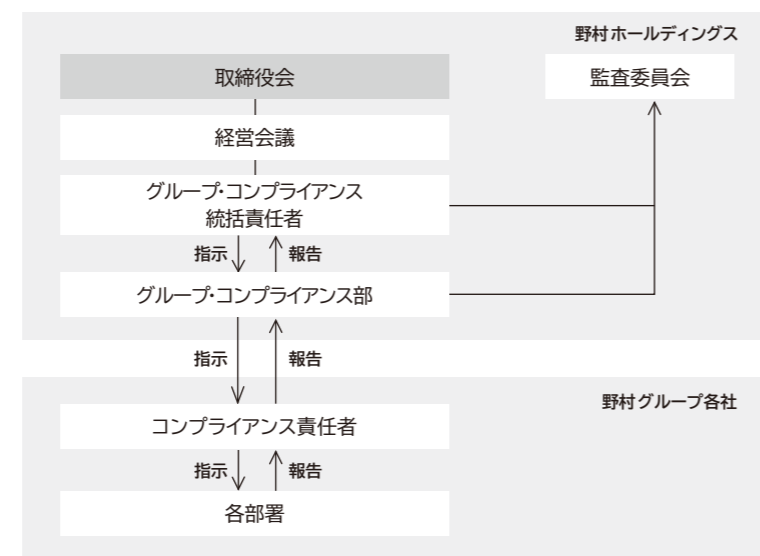 野村ホールディングス
取締役会
監査委員会
経営会議
グループ・コンプライアンス
統括責任者
指示
報告
グループ・コンプライアンス部
指示
報告
野村グループ各社
コンプライアンス責任者
指示
報告
各部署